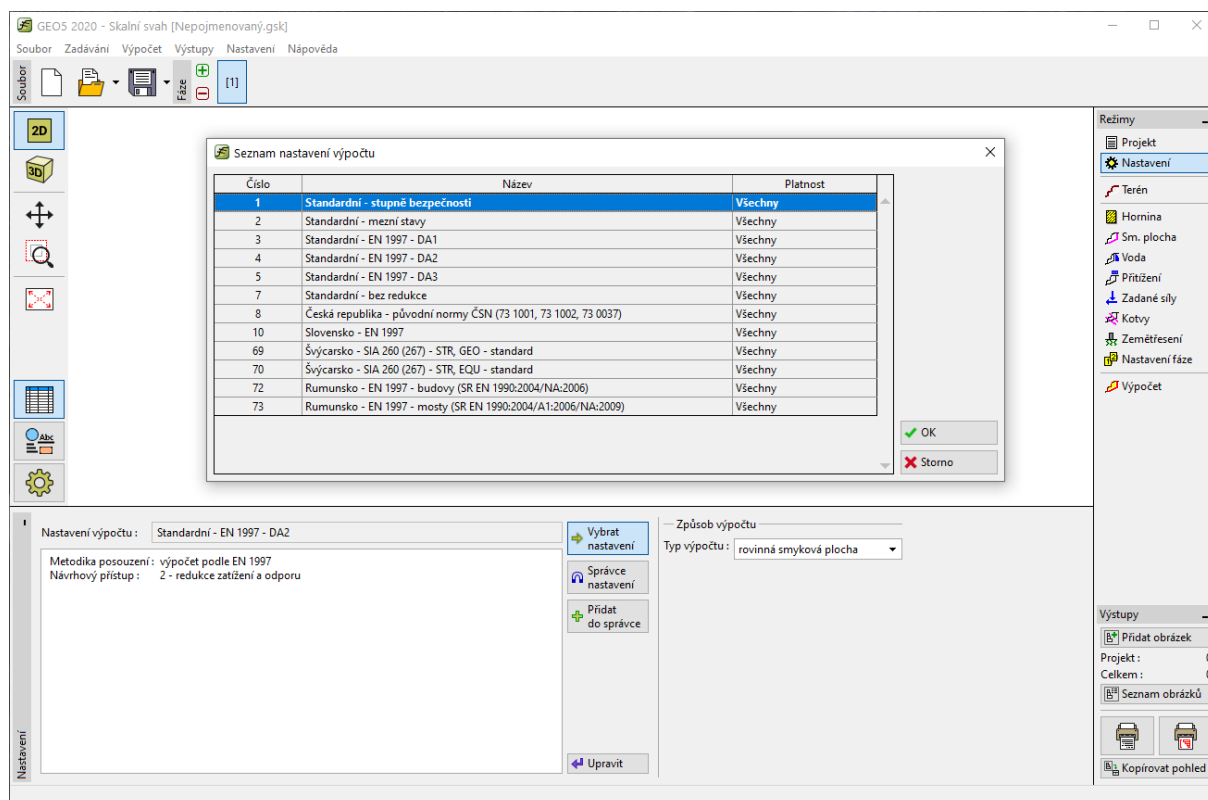 GEO5 2020 - Skalní svah [Nepojmenovaný.gsk]
Soubor Zadávání Výpočet Výstupy Nastavení Nápověda
Soubor
Fáze
[1]
2D
3D
Abc
Seznam nastavení výpočtu
Číslo Název Platnost
1 Standardní - stupně bezpečnosti Všechny
2 Standardní - mezní stavy Všechny
3 Standardní - EN 1997 - DA1 Všechny
4 Standardní - EN 1997 - DA2 Všechny
5 Standardní - EN 1997 - DA3 Všechny
7 Standardní - bez redukce Všechny
8 Česká republika - původní normy ČSN (73 1001, 73 1002, 73 0037) Všechny
10 Slovensko - EN 1997 Všechny
69 Švýcarsko - SIA 260 (267) - STR, GEO - standard Všechny
70 Švýcarsko - SIA 260 (267) - STR, EQU - standard Všechny
72 Rumunsko - EN 1997 - budovy (SR EN 1990:2004/NA:2006) Všechny
73 Rumunsko - EN 1997 - mosty (SR EN 1990:2004/A1:2006/NA:2009) Všechny
OK
Storno
Režimy
Projekt
Nastavení
Terén
Hornina
Sm. plocha
Voda
Přitížení
Zadané síly
Kotvy
Zemětřesení
Nastavení fáze
Výpočet
Nastavení
Nastavení výpočtu : Standardní - EN 1997 - DA2
Metodika posouzení : výpočet podle EN 1997
Návrhový přístup : 2 - redukce zatížení a odporu
Vybrat
nastavení
Správce
nastavení
Přidat
do správce
Upravit
Způsob výpočtu
Typ výpočtu : rovinná smyková plocha
Výstupy
Přidat obrázek
Projekt :
Celkem :
Seznam obrázků
Kopírovat pohled